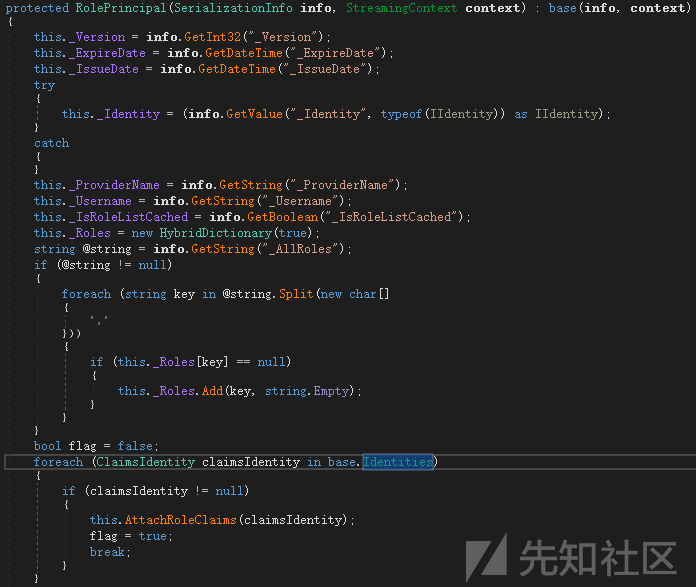 protected RolePrincipal(SerializationInfo info, StreamingContext context) : base(info, context)
{
    this._Version = info.GetInt32("_Version");
    this._ExpireDate = info.GetDateTime("_ExpireDate");
    this._IssueDate = info.GetDateTime("_IssueDate");
    try
    {
        this._Identity = (info.GetValue("_Identity", typeof(IIdentity)) as IIdentity);
    }
    catch
    {
    }
    this._ProviderName = info.GetString("_ProviderName");
    this._Username = info.GetString("_Username");
    this._IsRoleListCached = info.GetBoolean("_IsRoleListCached");
    this._Roles = new HybridDictionary(true);
    string @string = info.GetString("_AllRoles");
    if (@string != null)
    {
        foreach (string key in @string.Split(new char[]
        {
            ','
        }))
        {
            if (this._Roles[key] == null)
            {
                this._Roles.Add(key, string.Empty);
            }
        }
    }
    bool flag = false;
    foreach (ClaimsIdentity claimsIdentity in base.Identities)
    {
        if (claimsIdentity != null)
        {
            this.AttachRoleClaims(claimsIdentity);
            flag = true;
            break;
        }
    }
先知社区